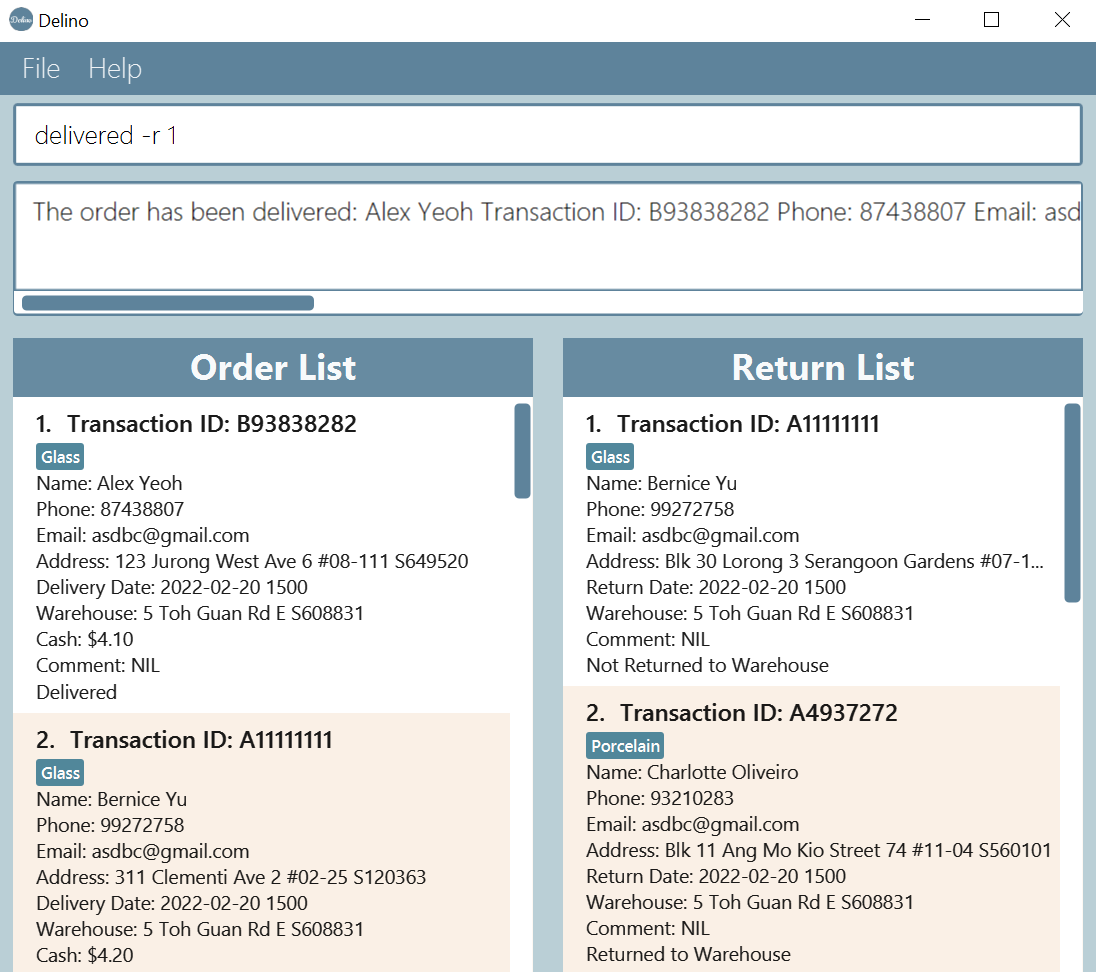 Delino Delino
File Help
delivered -r 1
The order has been delivered: Alex Yeoh Transaction ID: B93838282 Phone: 87438807 Email: asd
Order List
1. Transaction ID: B93838282
Glass
Name: Alex Yeoh
Phone: 87438807
Email: asdbc@gmail.com
Address: 123 Jurong West Ave 6 #08-111 S649520
Delivery Date: 2022-02-20 1500
Warehouse: 5 Toh Guan Rd E S608831
Cash: $4.10
Comment: NIL
Delivered
2. Transaction ID: A11111111
Glass
Name: Bernice Yu
Phone: 99272758
Email: asdbc@gmail.com
Address: 311 Clementi Ave 2 #02-25 S120363
Delivery Date: 2022-02-20 1500
Warehouse: 5 Toh Guan Rd E S608831
Cash: $4.20
Return List
1. Transaction ID: A11111111
Glass
Name: Bernice Yu
Phone: 99272758
Email: asdbc@gmail.com
Address: Blk 30 Lorong 3 Serangoon Gardens #07-1...
Return Date: 2022-02-20 1500
Warehouse: 5 Toh Guan Rd E S608831
Comment: NIL
Not Returned to Warehouse
2. Transaction ID: A4937272
Porcelain
Name: Charlotte Oliveiro
Phone: 93210283
Email: asdbc@gmail.com
Address: Blk 11 Ang Mo Kio Street 74 #11-04 S560101
Return Date: 2022-02-20 1500
Warehouse: 5 Toh Guan Rd E S608831
Comment: NIL
Returned to Warehouse